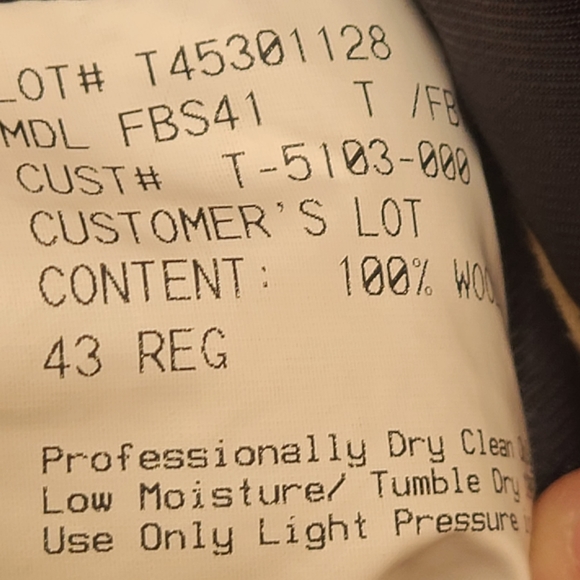 LOT# T45301128
MDL FBS41 T /FB
CUST# T-5103-000
CUSTOMER'S LOT
CONTENT: 100%
43 REG
Professionally Dry Clean
Low Moisture/ Tumble Dry
Use Only Light Pressure